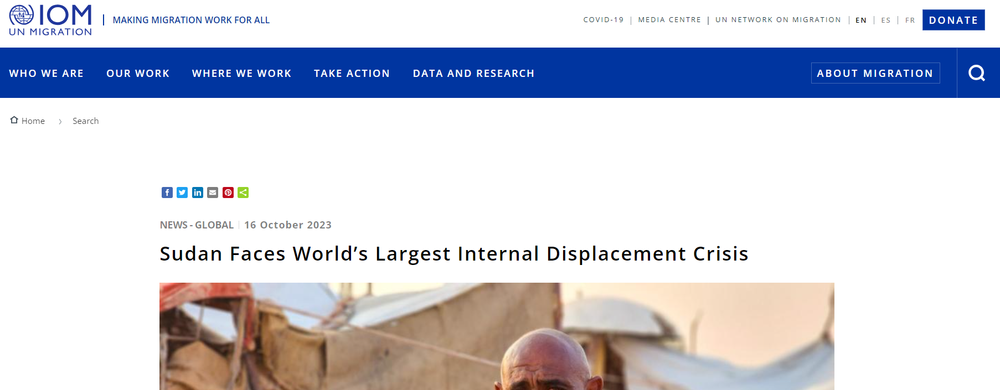 IOM
UN MIGRATION
MAKING MIGRATION WORK FOR ALL
COVID-19 | MEDIA CENTRE | UN NETWORK ON MIGRATION | EN | ES | FR
DONATE
WHO WE ARE OUR WORK WHERE WE WORK TAKE ACTION DATA AND RESEARCH ABOUT MIGRATION
Home › Search
NEWS - GLOBAL | 16 October 2023
Sudan Faces World’s Largest Internal Displacement Crisis